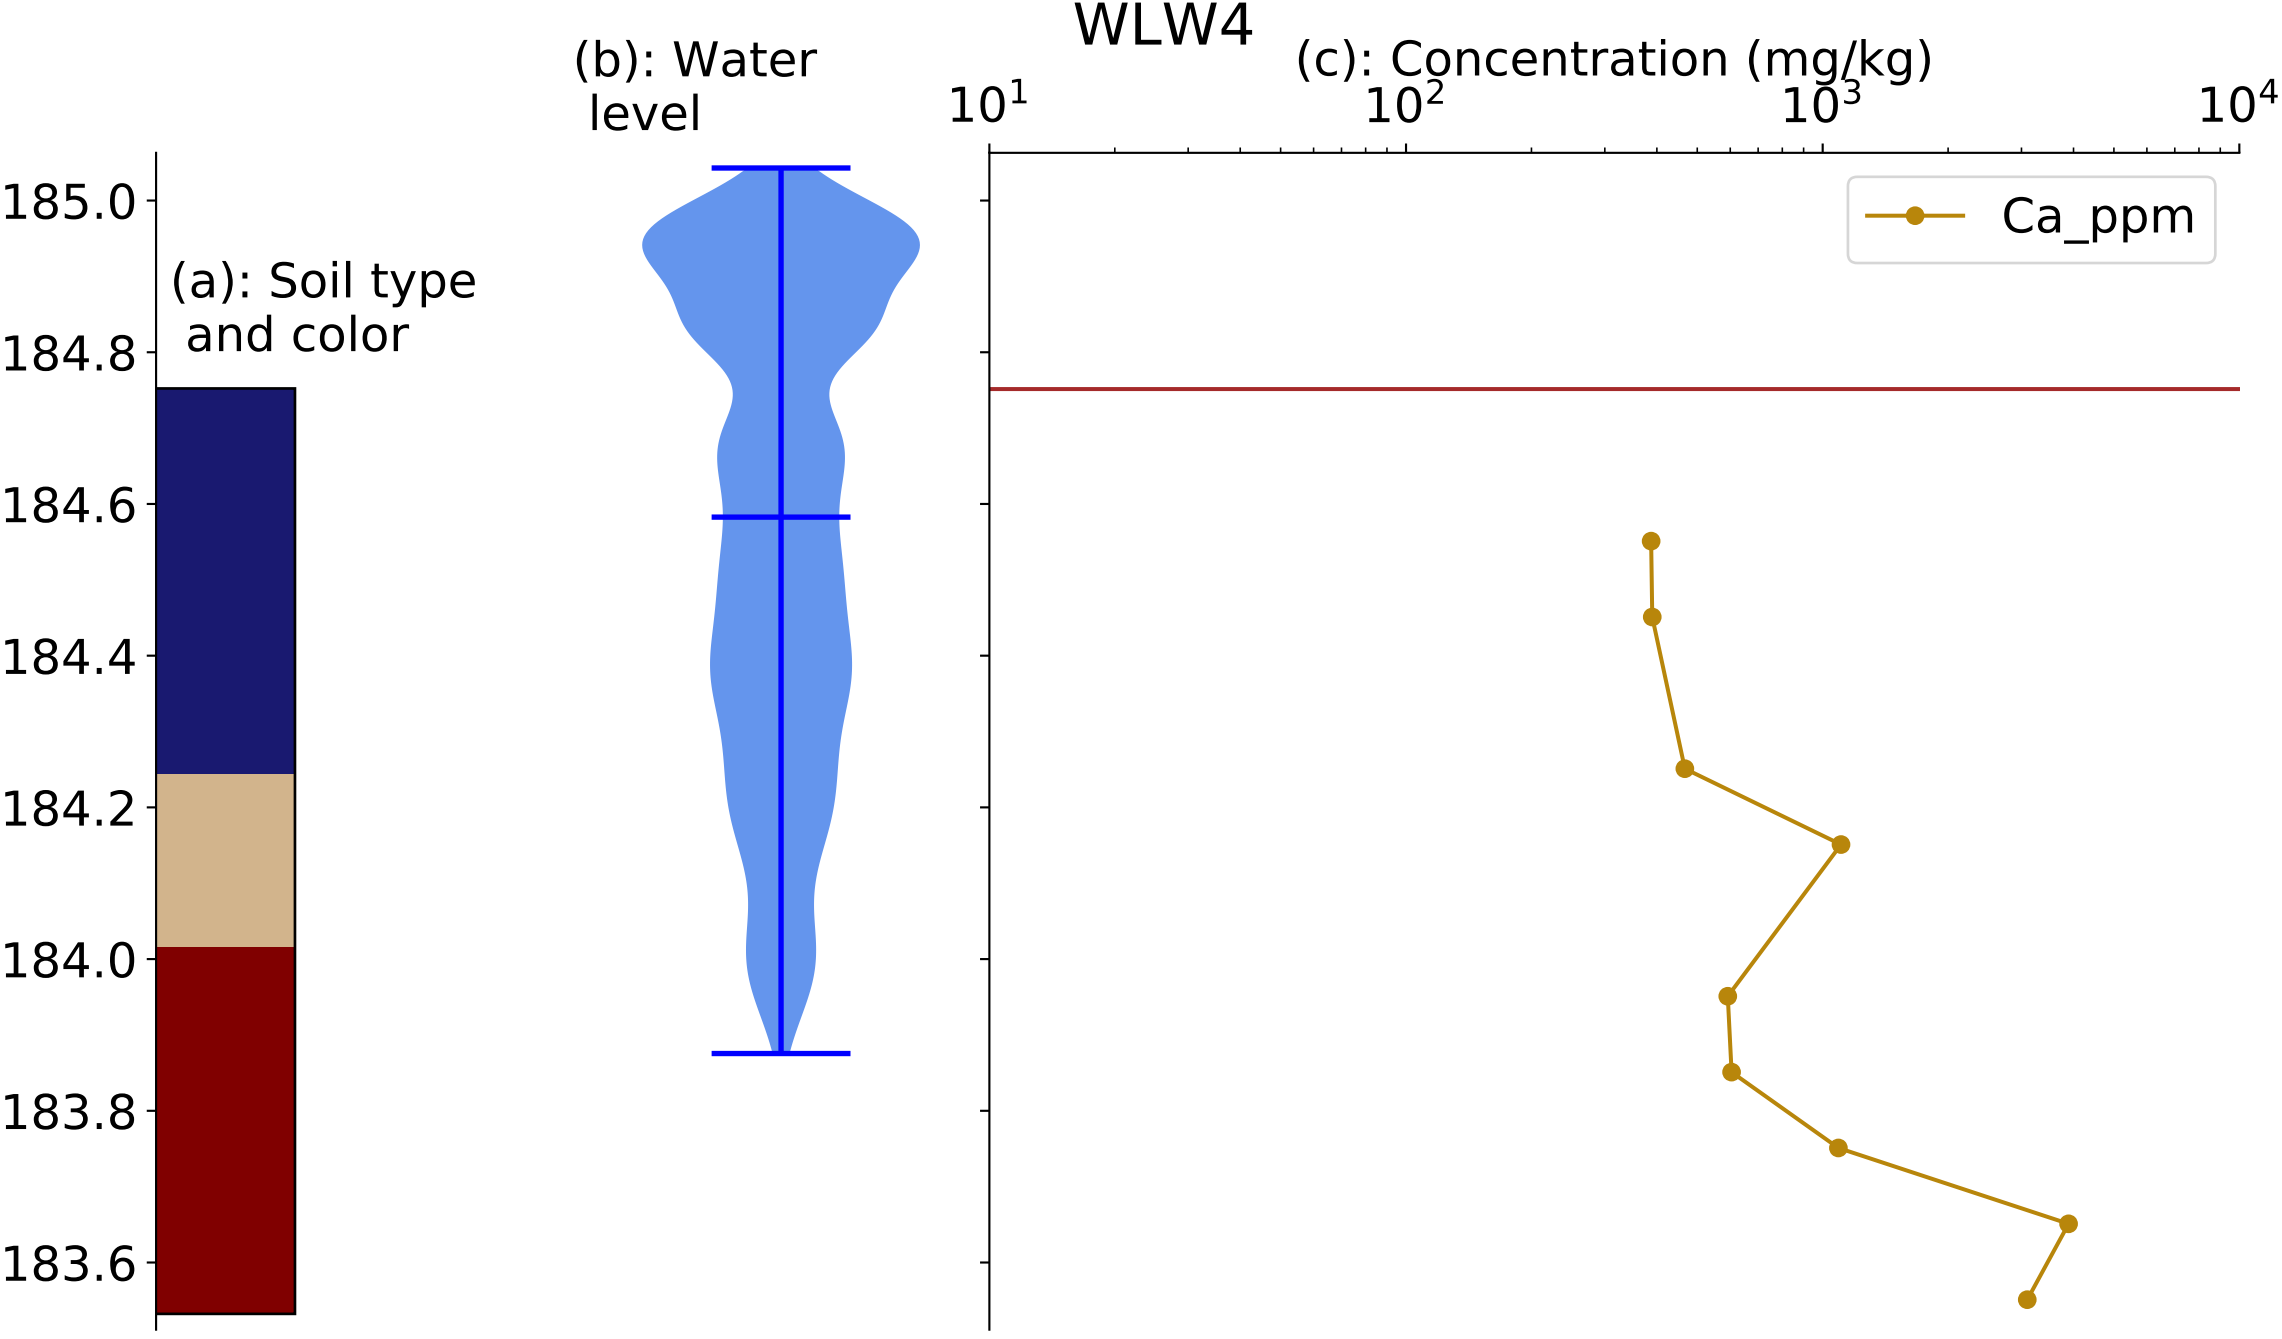 WLW4
(b): Water
level
(c): Concentration (mg/kg)
10¹
10²
10³
10⁴
185.0
Ca_ppm
(a): Soil type
and color
184.8
184.6
184.4
184.2
184.0
183.8
183.6